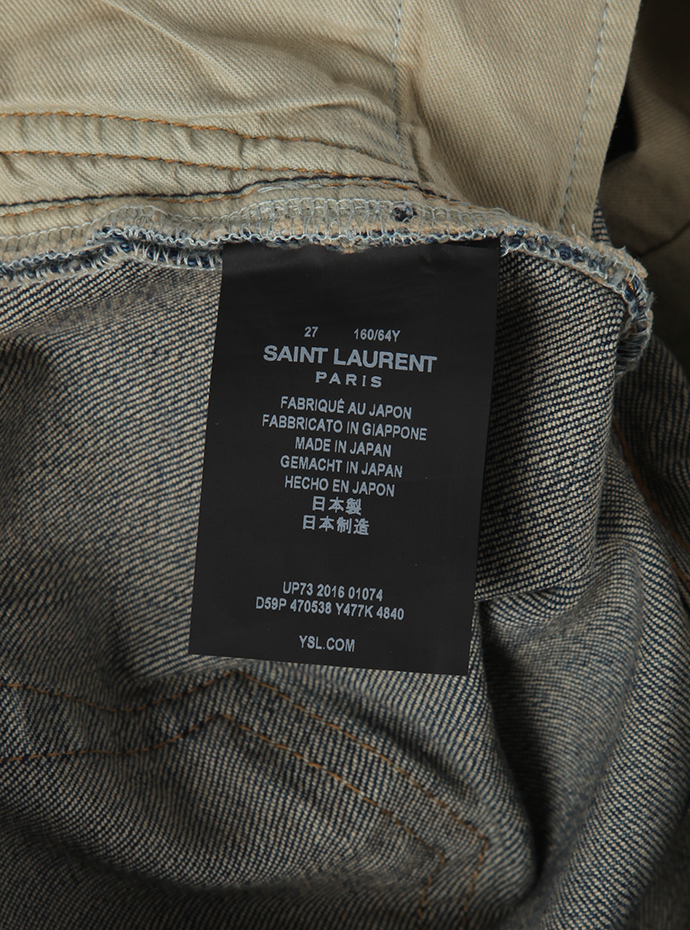 27 160/64Y
SAINT LAURENT
PARIS
FABRIQUÉ AU JAPON
FABBRICATO IN GIAPPONE
MADE IN JAPAN
GEMACHT IN JAPAN
HECHO EN JAPON
日本製
日本制造
UP73 2016 01074
D59P 470538 Y477K 4840
YSL.COM